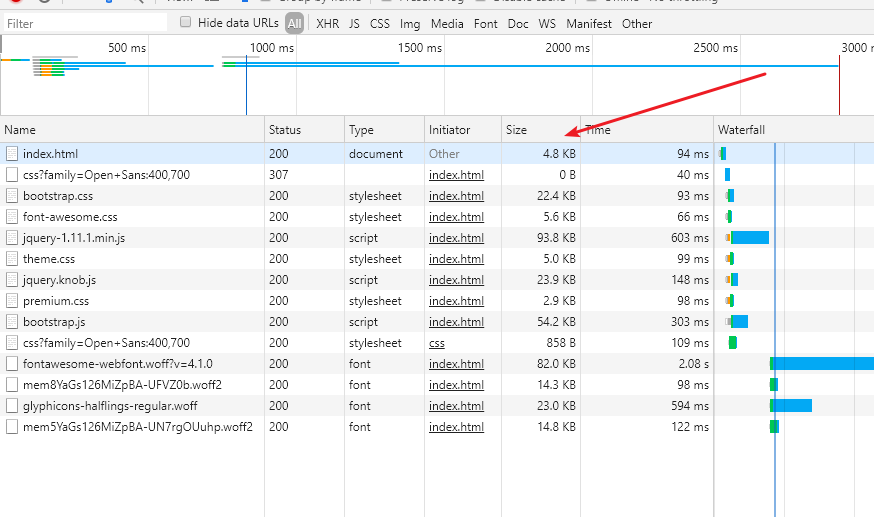 Filter Hide data URLs All XHR JS CSS Img Media Font Doc WS Manifest Other
500 ms 1000 ms 1500 ms 2000 ms 2500 ms 3000 ms
Name Status Type Initiator Size Time Waterfall
index.html 200 document Other 4.8 KB 94 ms
css?family=Open+Sans:400,700 307 index.html 0 B 40 ms
bootstrap.css 200 stylesheet index.html 22.4 KB 93 ms
font-awesome.css 200 stylesheet index.html 5.6 KB 66 ms
jquery-1.11.1.min.js 200 script index.html 93.8 KB 603 ms
theme.css 200 stylesheet index.html 5.0 KB 99 ms
jquery.knob.js 200 script index.html 23.9 KB 148 ms
premium.css 200 stylesheet index.html 2.9 KB 98 ms
bootstrap.js 200 script index.html 54.2 KB 303 ms
css?family=Open+Sans:400,700 200 stylesheet css 858 B 109 ms
fontawesome-webfont.woff?v=4.1.0 200 font index.html 82.0 KB 2.08 s
mem8YaGs126MiZpBA-UFVZ0b.woff2 200 font index.html 14.3 KB 98 ms
glyphicons-halflings-regular.woff 200 font index.html 23.0 KB 594 ms
mem5YaGs126MiZpBA-UN7rgOUuhp.woff2 200 font index.html 14.8 KB 122 ms